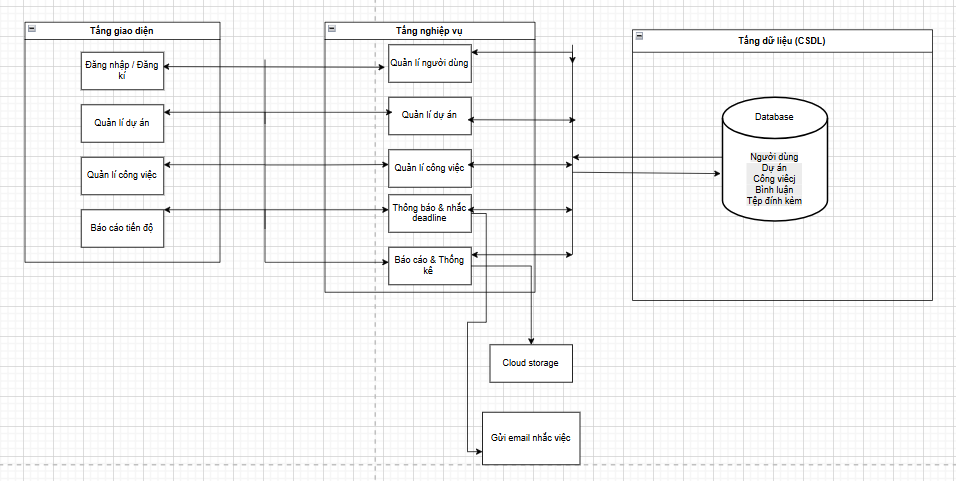 Tầng giao diện
Đăng nhập / Đăng
kí
Quản lí dự án
Quản lí công việc
Báo cáo tiến độ
Tầng nghiệp vụ
Quản lí người dùng
Quản lí dự án
Quản lí công việc
Thông báo & nhắc
deadline
Báo cáo & Thống
kê
Cloud storage
Gửi email nhắc việc
Tầng dữ liệu (CSDL)
Database
Người dùng
Dự án
Công viêcj
Bình luận
Tệp đính kèm